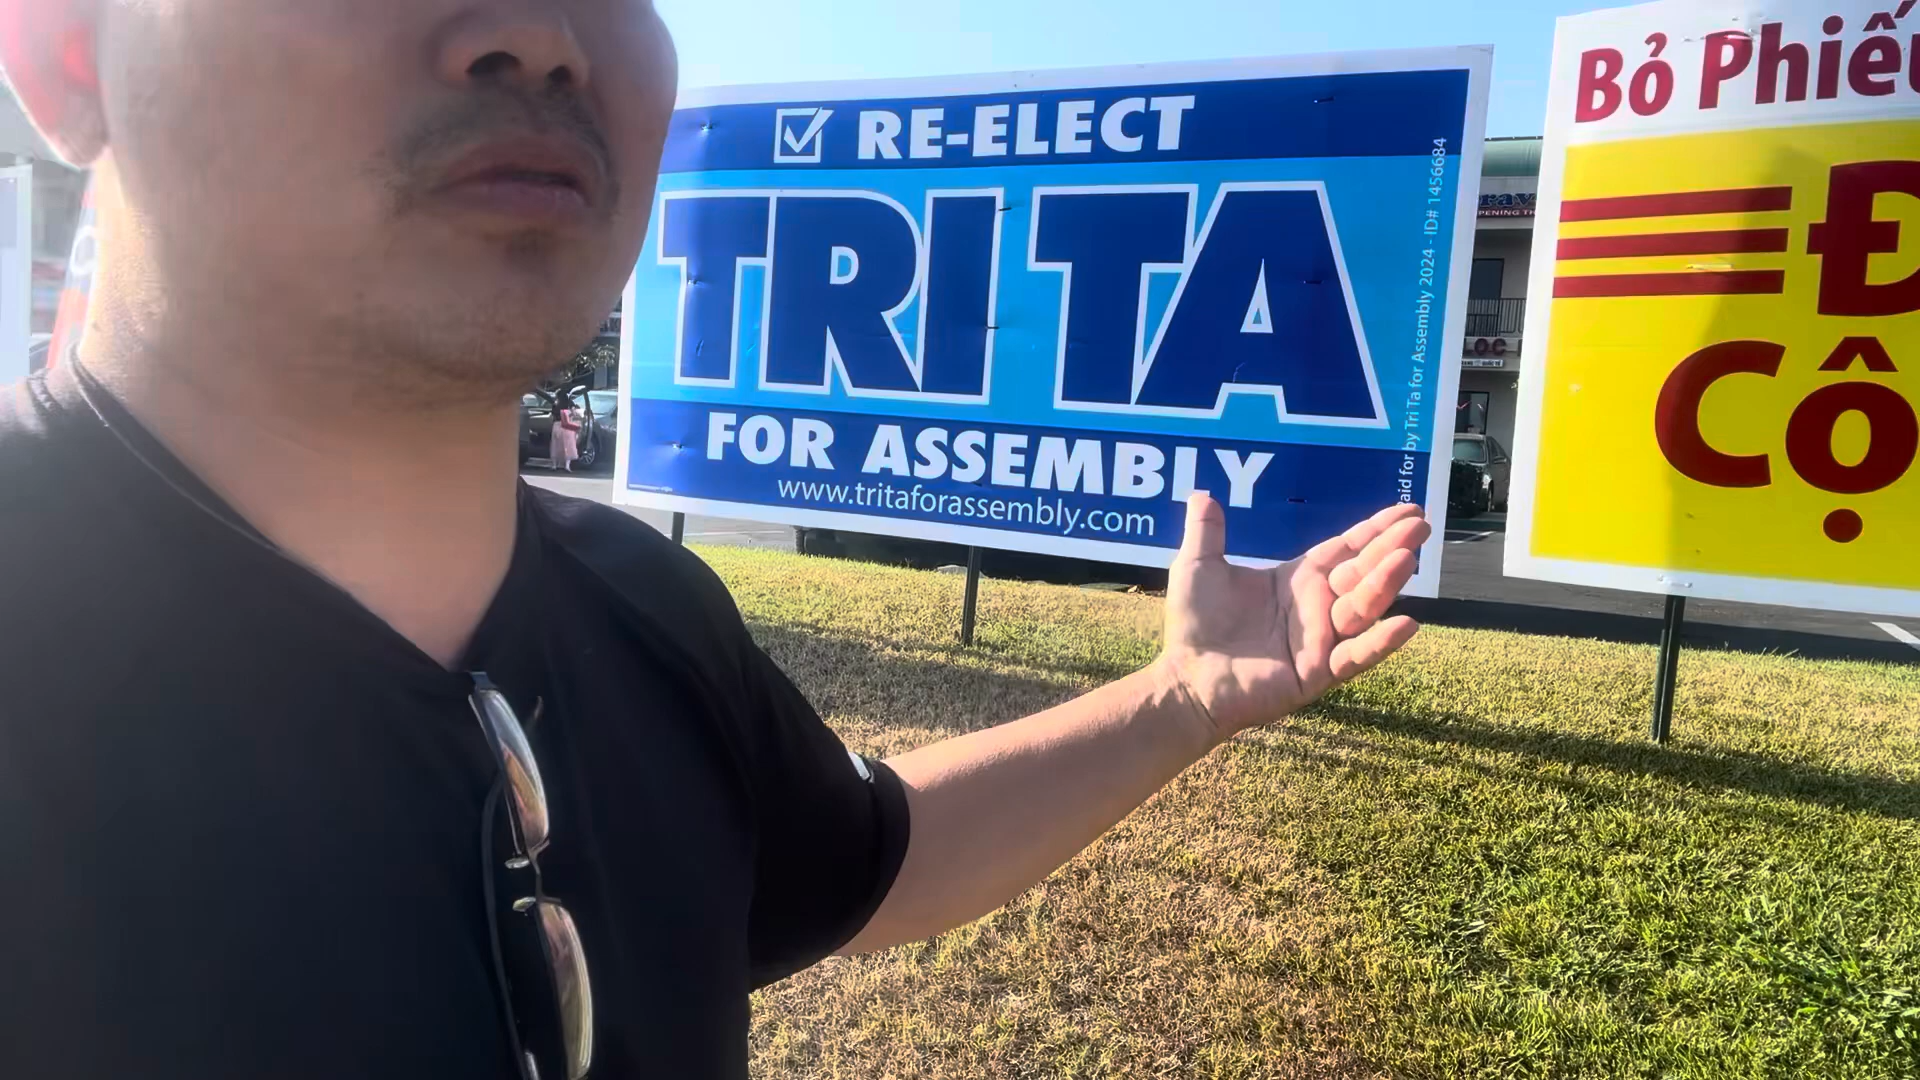 RE-ELECT
TRI TA
FOR ASSEMBLY
www.tritaforassembly.com
aid for by Tri Ta for Assembly 2024 - ID# 1456684
Bỏ Phiếu
Đ
Cộ